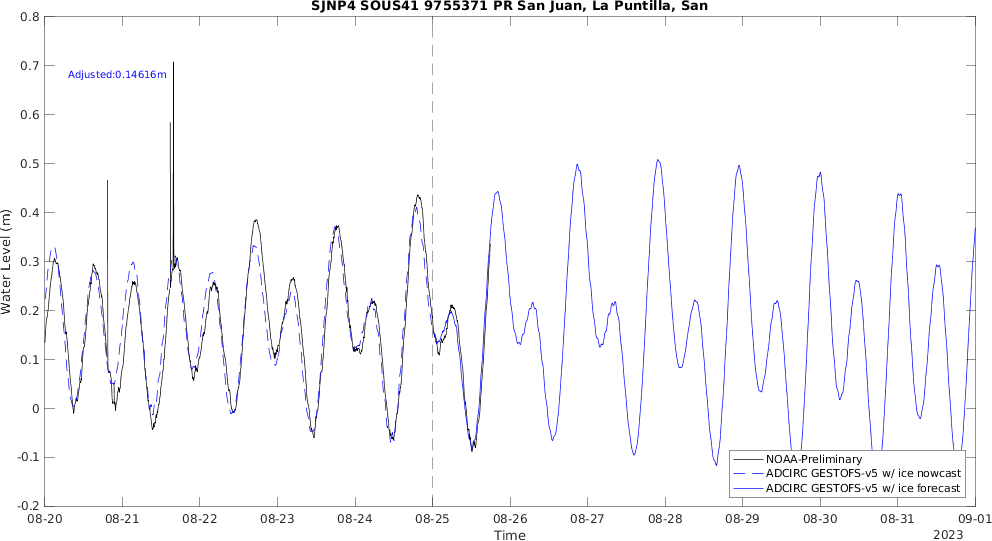 SJNP4 SOUS41 9755371 PR San Juan, La Puntilla, San
Adjusted:0.14616m
Water Level (m)
0.8
0.7
0.6
0.5
0.4
0.3
0.2
0.1
0
-0.1
-0.2
NOAA-Preliminary
ADCIRC GESTOFS-v5 w/ ice nowcast
ADCIRC GESTOFS-v5 w/ ice forecast
08-20 08-21 08-22 08-23 08-24 08-25 08-26 08-27 08-28 08-29 08-30 08-31 09-01
Time
2023